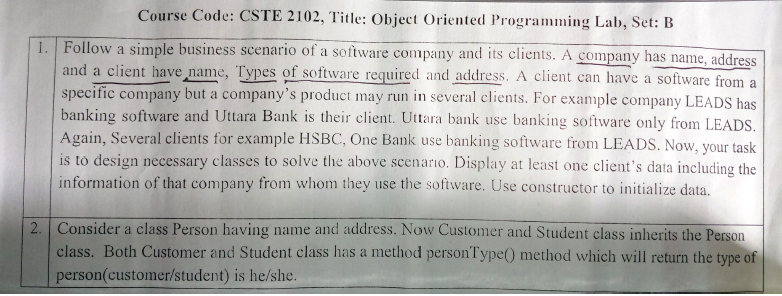 Course Code: CSTE 2102, Title: Object Oriented Programming Lab, Set: B
1. Follow a simple business scenario of a software company and its clients. A company has name, address
and a client have name, Types of software required and address. A client can have a software from a
specific company but a company's product may run in several clients. For example company LEADS has
banking software and Uttara Bank is their client. Uttara bank use banking software only from LEADS.
Again, Several clients for example HSBC, One Bank use banking software from LEADS. Now, your task
is to design necessary classes to solve the above scenario. Display at least one client's data including the
information of that company from whom they use the software. Use constructor to initialize data.
2. Consider a class Person having name and address. Now Customer and Student class inherits the Person
class. Both Customer and Student class has a method personType() method which will return the type of
person(customer/student) is he/she.